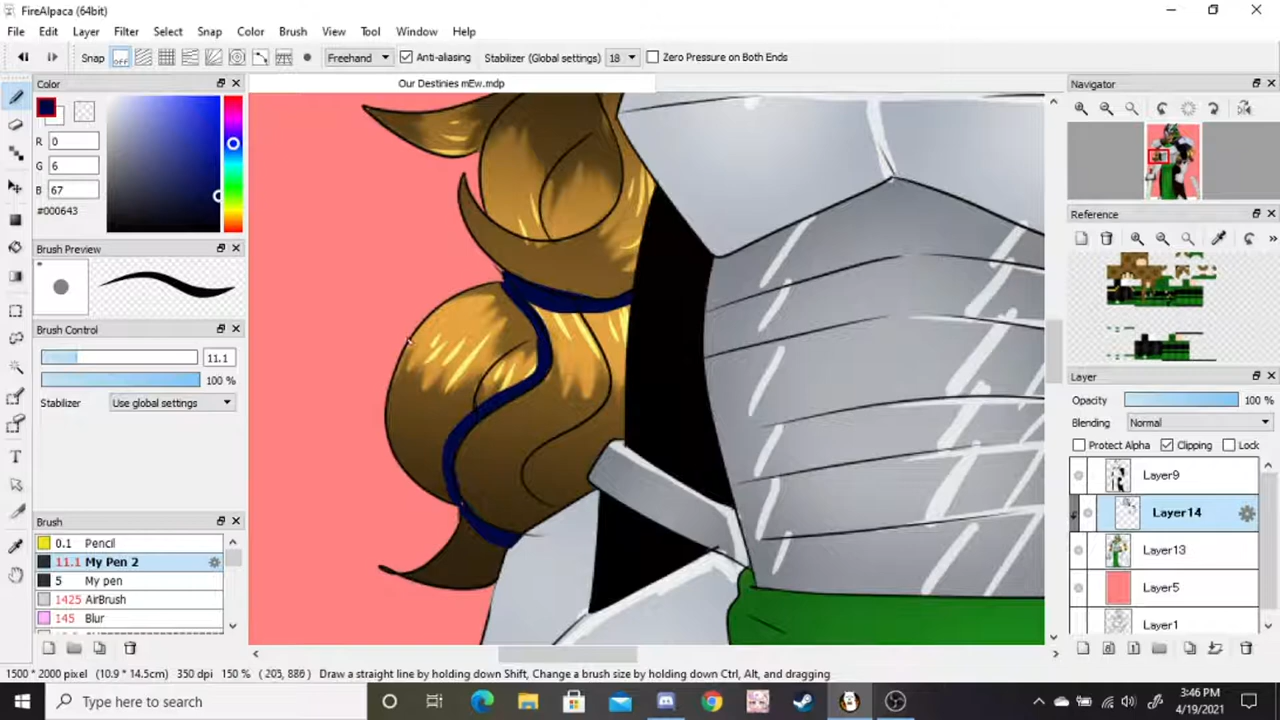 FireAlpaca (64bit)
File Edit Layer Filter Select Snap Color Brush View Tool Window Help
Snap OFF Freehand Anti-aliasing Stabilizer (Global settings) 18 Zero Pressure on Both Ends
Color
Our Destinies mEw.mdp
Navigator
R 0
G 6
B 67
#000643
Reference
Brush Preview
Brush Control
11.1
100 %
Stabilizer Use global settings
Layer
Opacity 100 %
Blending Normal
Protect Alpha Clipping Lock
Layer9
Layer14
Layer13
Layer5
Layer1
Brush
0.1 Pencil
11.1 My Pen 2
5 My pen
1425 AirBrush
145 Blur
1500 * 2000 pixel (10.9 * 14.5cm) 350 dpi 150 % ( 205, 886 ) Draw a straight line by holding down Shift, Change a brush size by holding down Ctrl, Alt, and dragging
Type here to search
3:46 PM
4/19/2021